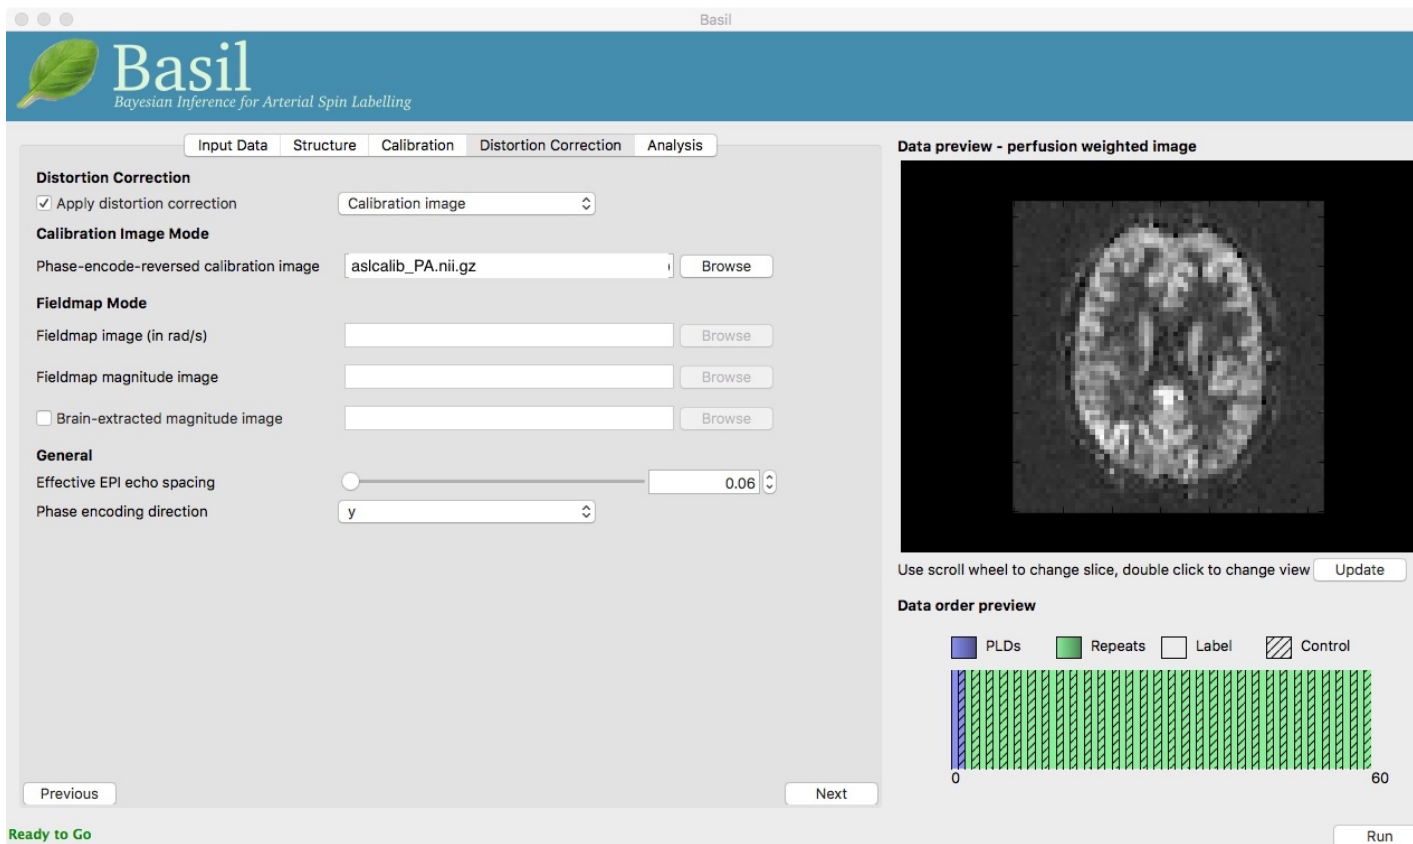 Basil
Basil
Bayesian Inference for Arterial Spin Labelling
Input Data Structure Calibration Distortion Correction Analysis
Distortion Correction
Apply distortion correction Calibration image
Calibration Image Mode
Phase-encode-reversed calibration image aslcalib_PA.nii.gz Browse
Fieldmap Mode
Fieldmap image (in rad/s) Browse
Fieldmap magnitude image Browse
Brain-extracted magnitude image Browse
General
Effective EPI echo spacing 0.06
Phase encoding direction y
Previous Next
Data preview - perfusion weighted image
Use scroll wheel to change slice, double click to change view Update
Data order preview
PLDs Repeats Label Control
0 60
Ready to Go Run